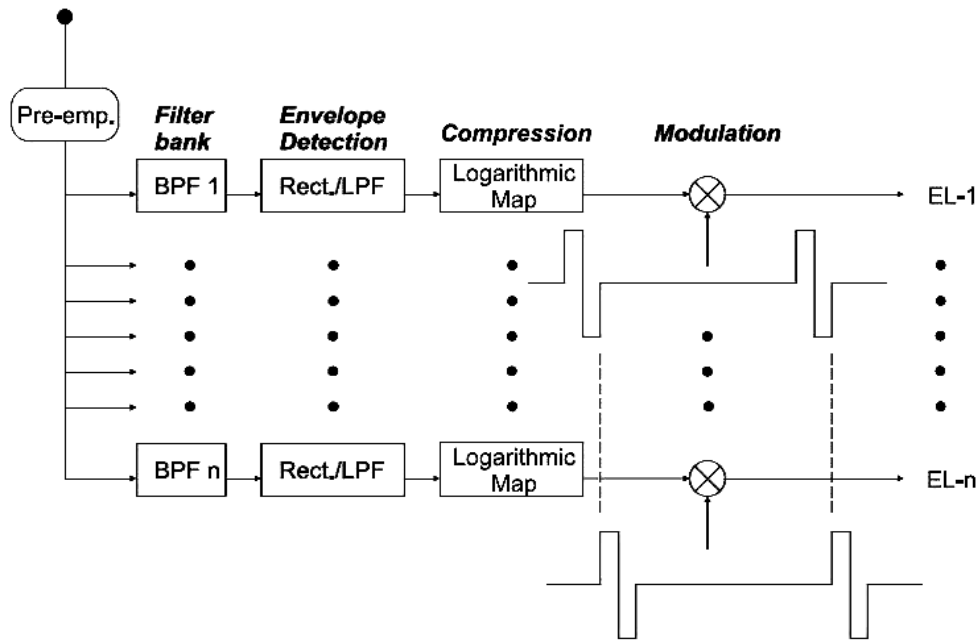 Pre-emp.
Filter
bank
Envelope
Detection
Compression
Modulation
BPF 1
Rect./LPF
Logarithmic
Map
EL-1
BPF n
Rect./LPF
Logarithmic
Map
EL-n